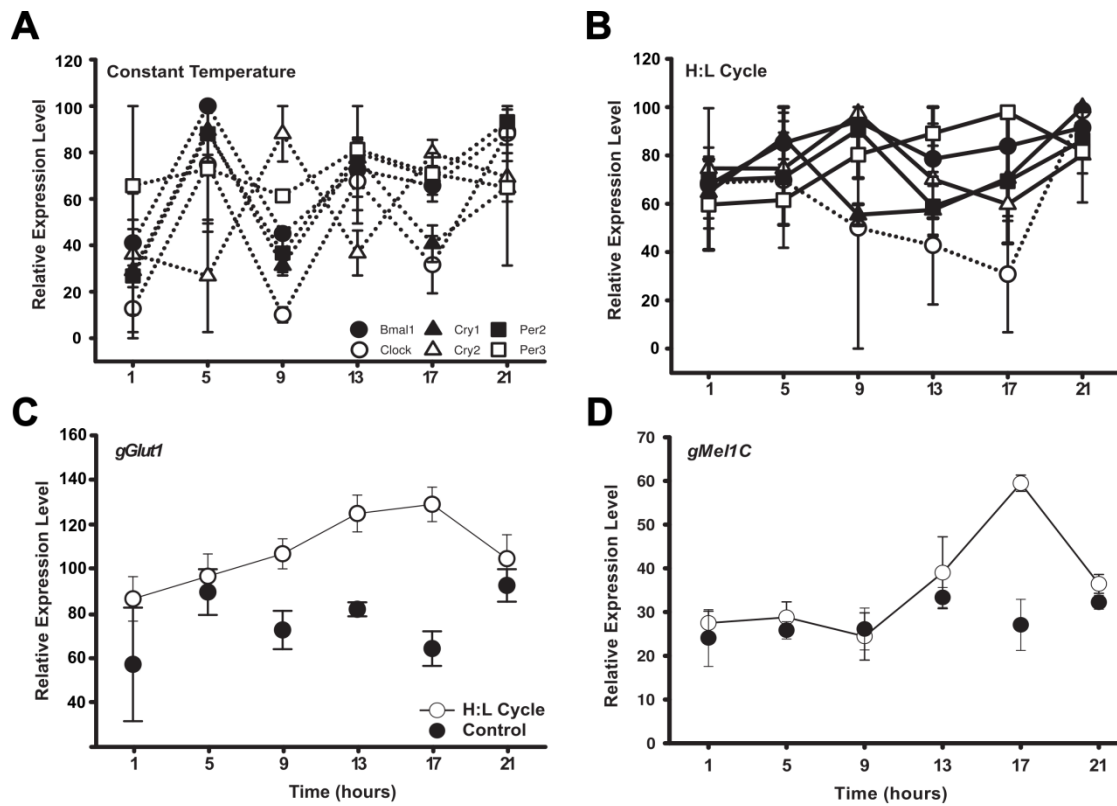 A
B
Constant Temperature
H:L Cycle
Relative Expression Level
120
100
80
60
40
20
0
Bmal1 Cry1 Per2
Clock Cry2 Per3
1 5 9 13 17 21
Relative Expression Level
120
100
80
60
40
20
0
1 5 9 13 17 21
C
D
gGlut1
gMel1C
Relative Expression Level
160
140
120
100
80
60
40
H:L Cycle
Control
1 5 9 13 17 21
Time (hours)
Relative Expression Level
70
60
50
40
30
20
10
0
1 5 9 13 17 21
Time (hours)